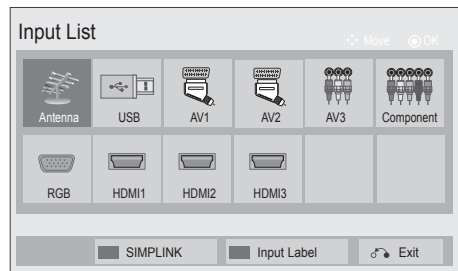 Input List
Move OK
Antenna USB AV1 AV2 AV3 Component
RGB HDMI1 HDMI2 HDMI3
SIMPLINK Input Label Exit